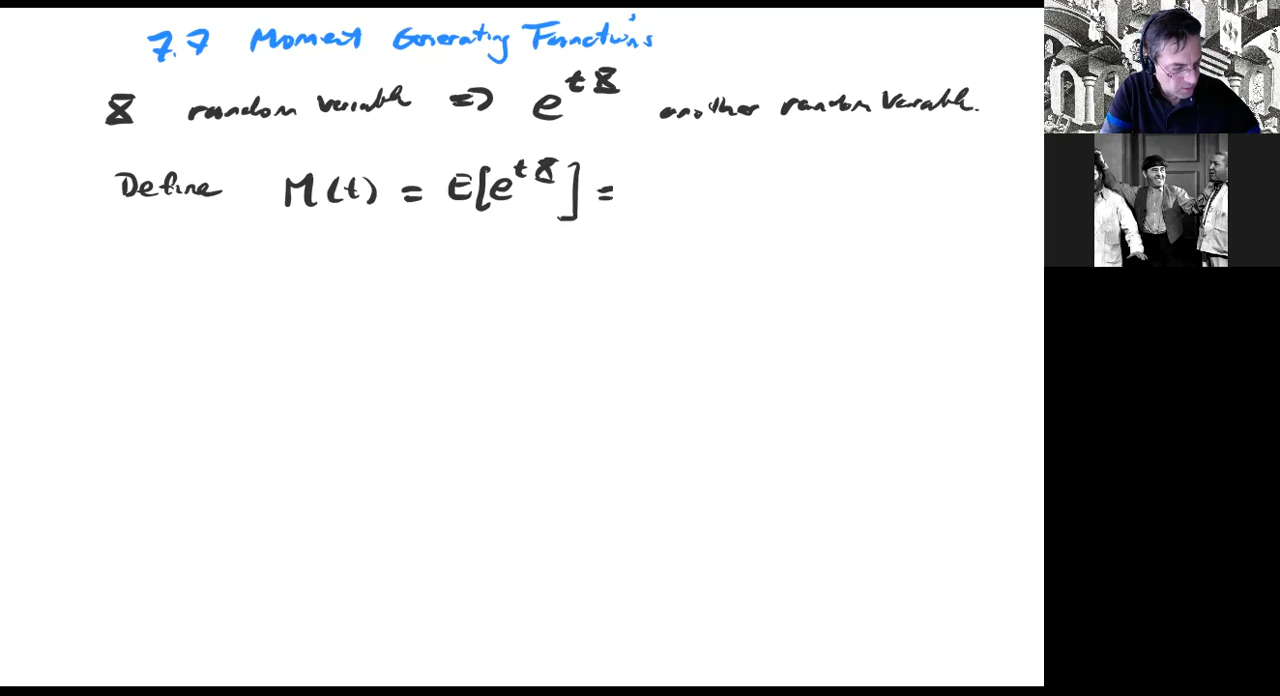 7.7 Moment Generating Functions
X random variable => e^{tX} another random variable.
Define M(t) = E[e^{tX}] =